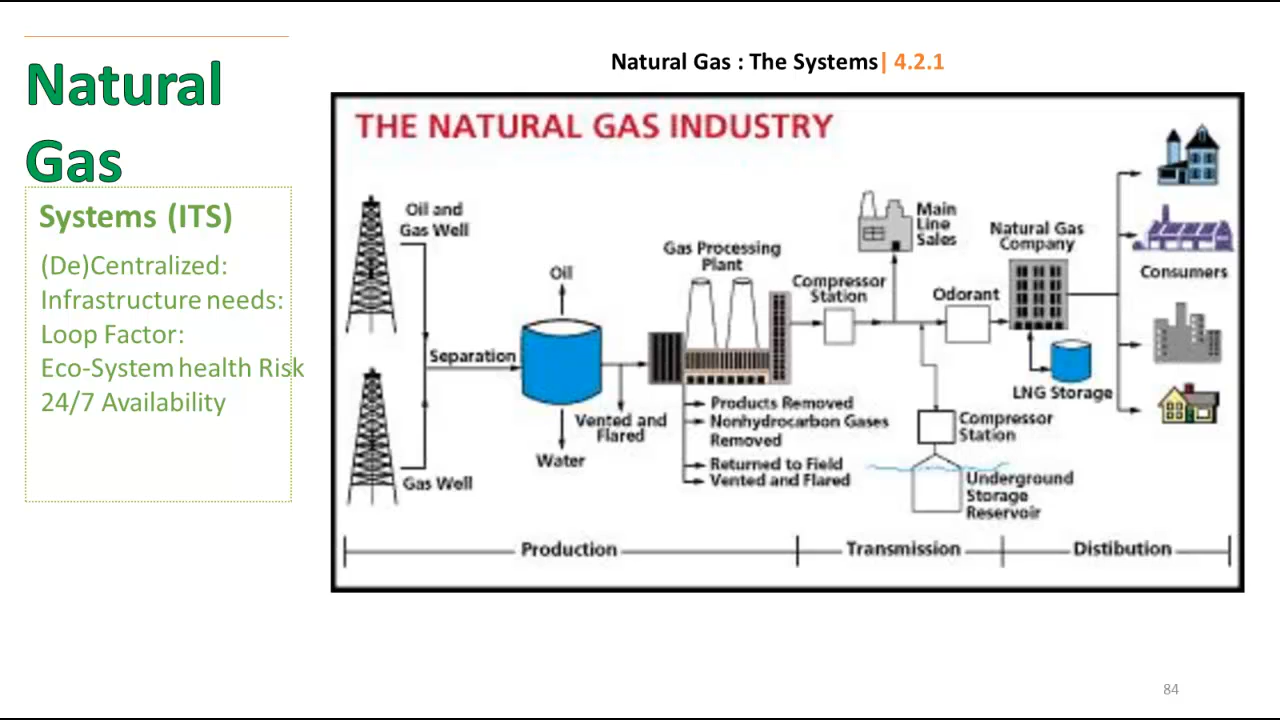 Natural Gas : The Systems| 4.2.1
Natural
Gas
Systems (ITS)
(De)Centralized:
Infrastructure needs:
Loop Factor:
Eco-System health Risk
24/7 Availability
THE NATURAL GAS INDUSTRY
Oil and
Gas Well
Gas Well
Separation
Oil
Water
Vented and
Flared
Gas Processing
Plant
Products Removed
Nonhydrocarbon Gases
Removed
Returned to Field
Vented and Flared
Compressor
Station
Main
Line
Sales
Odorant
Compressor
Station
Underground
Storage
Reservoir
Natural Gas
Company
LNG Storage
Consumers
Production
Transmission
Distibution
84